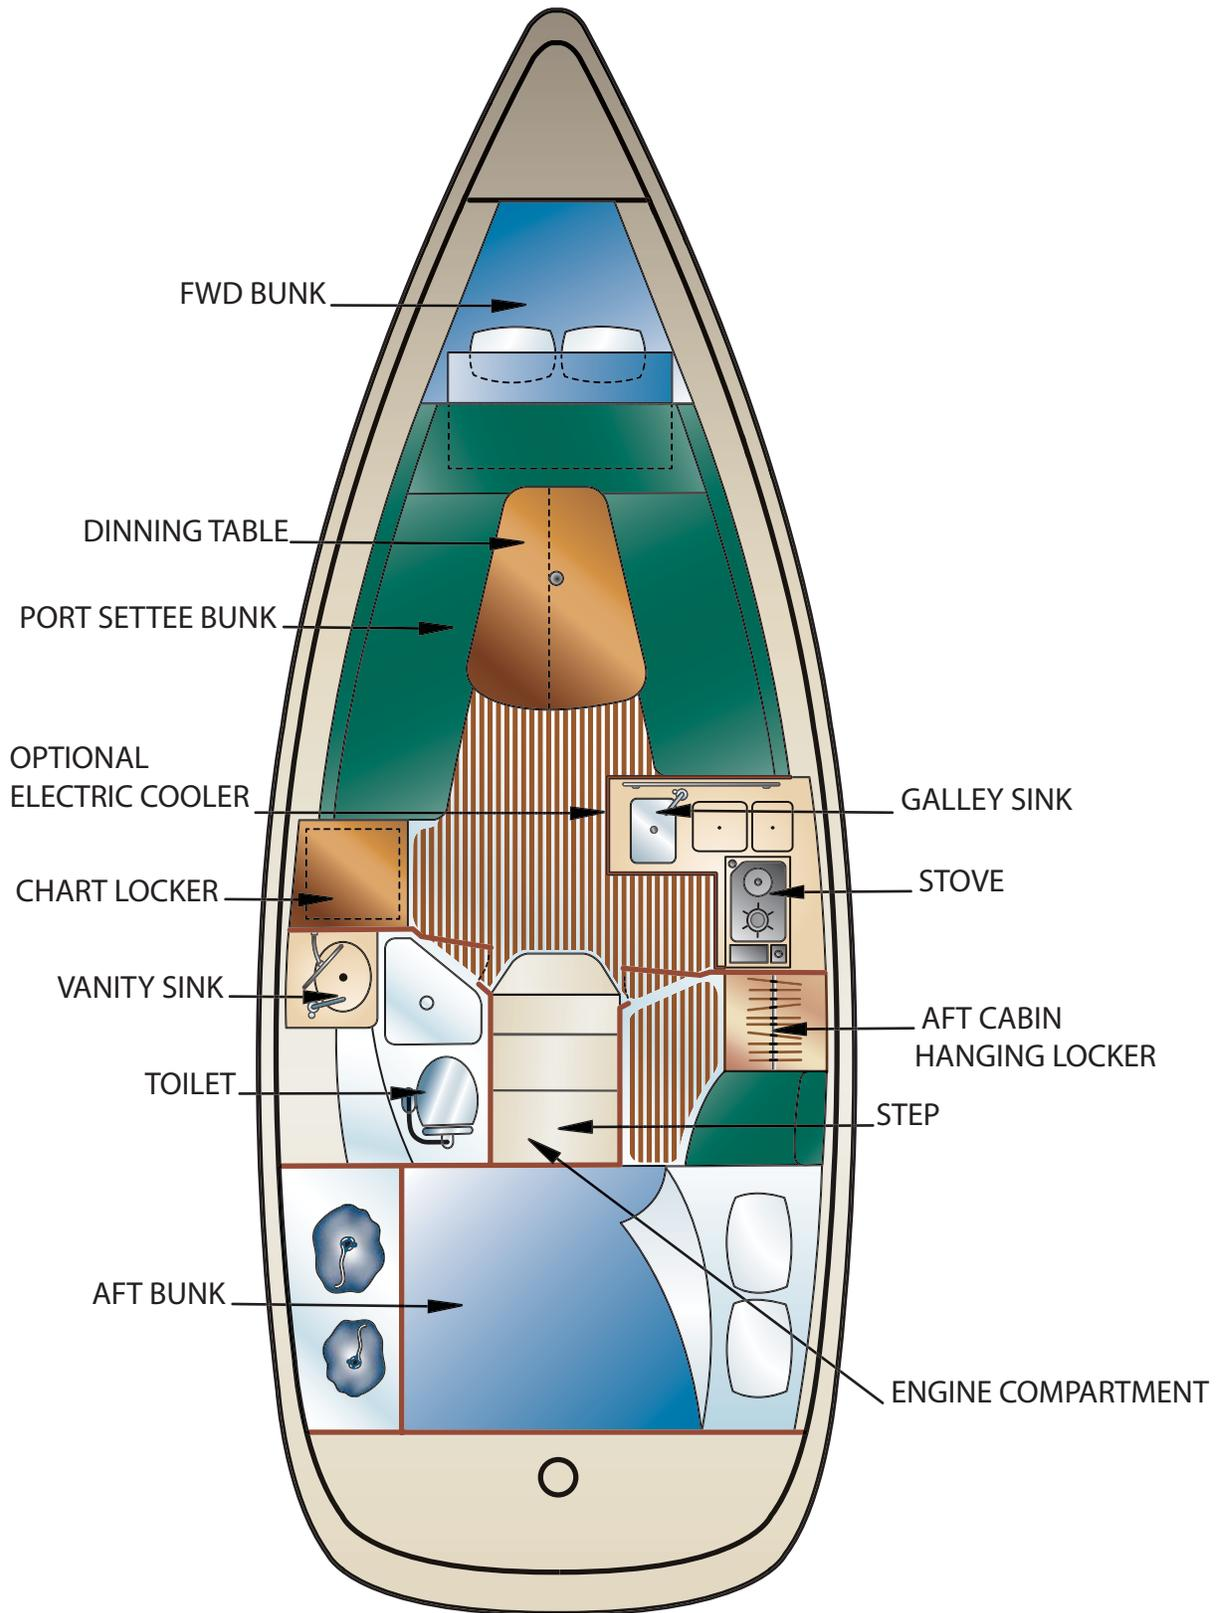 FWD BUNK
DINNING TABLE
PORT SETTEE BUNK
OPTIONAL
ELECTRIC COOLER
GALLEY SINK
STOVE
CHART LOCKER
VANITY SINK
AFT CABIN
HANGING LOCKER
TOILET
STEP
AFT BUNK
ENGINE COMPARTMENT